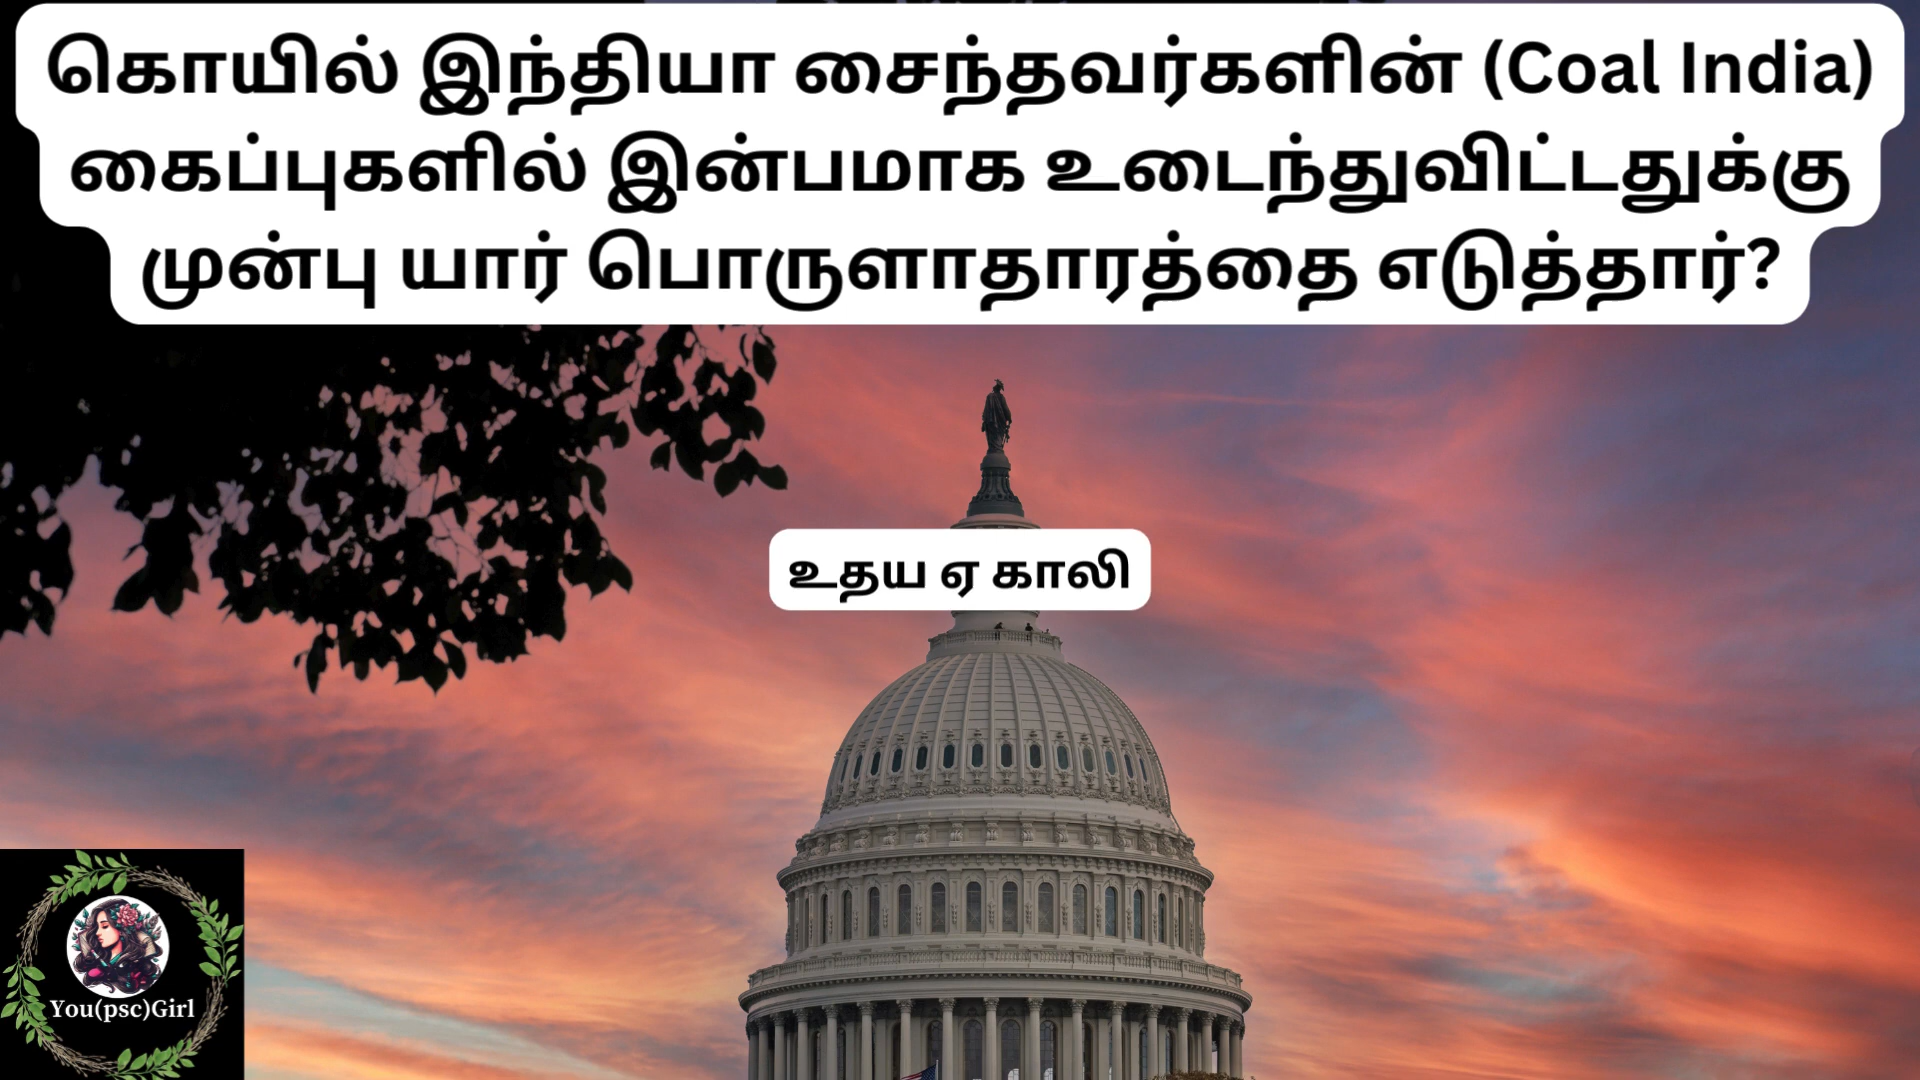 கொயில் இந்தியா சைந்தவர்களின் (Coal India)
கைப்புகளில் இன்பமாக உடைந்துவிட்டதுக்கு
முன்பு யார் பொருளாதாரத்தை எடுத்தார்?
உதய ஏ காலி
You(psc)Girl